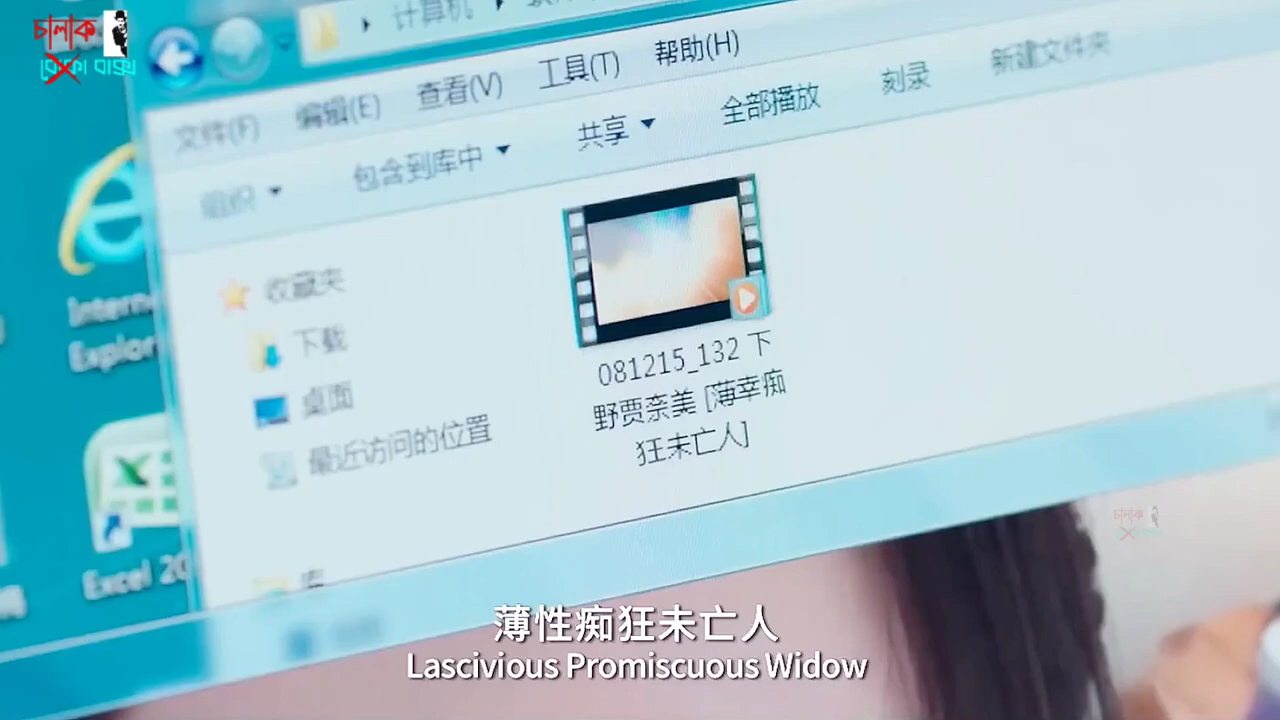 চালাক
বোকা বাক্স
计算机
文件(F) 编辑(E) 查看(V) 工具(T) 帮助(H)
组织 包含到库中 共享 全部播放 刻录 新建文件夹
Internet
Explor
收藏夹
下载
桌面
最近访问的位置
库
Excel 20
081215_132 下
野贾奈美 [薄幸痴
狂未亡人]
চালাক
薄性痴狂未亡人
Lascivious Promiscuous Widow